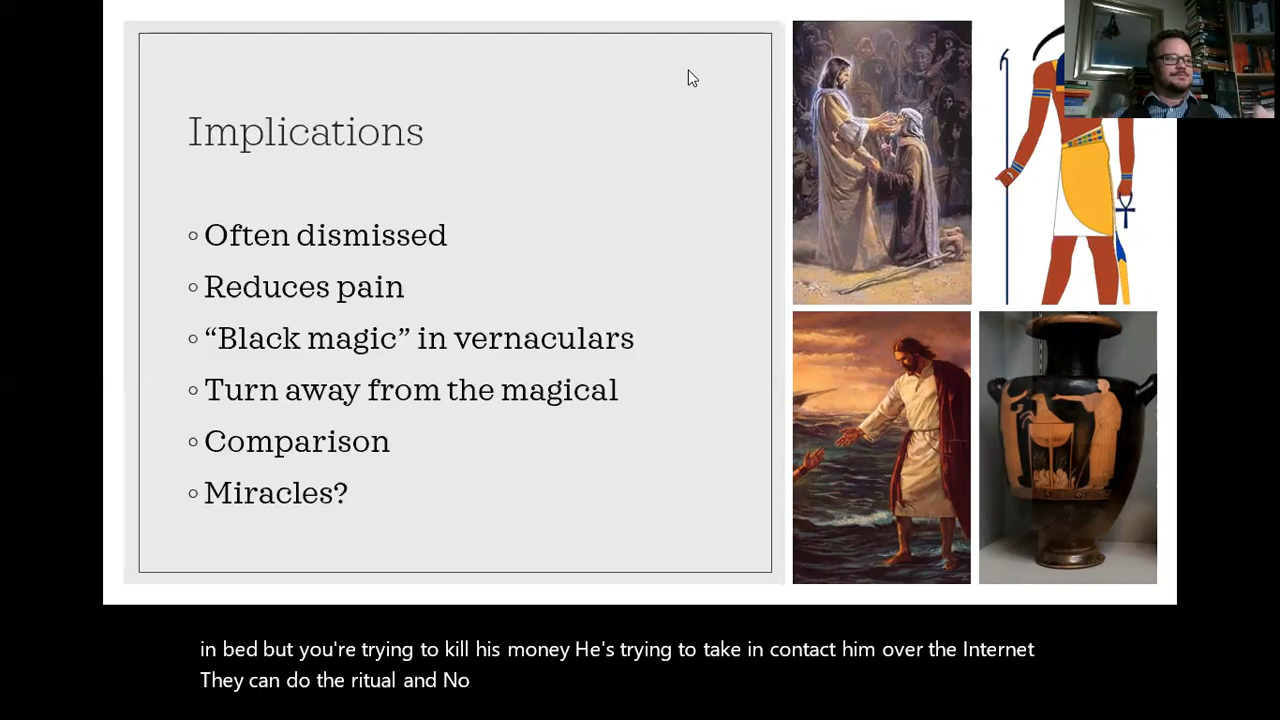 Implications
◦ Often dismissed
◦ Reduces pain
◦ “Black magic” in vernaculars
◦ Turn away from the magical
◦ Comparison
◦ Miracles?
in bed but you're trying to kill his money He's trying to take in contact him over the Internet
They can do the ritual and No